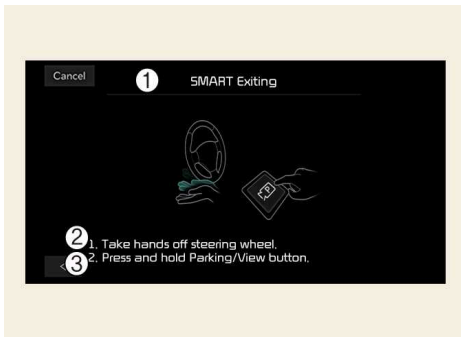 Cancel
1 SMART Exiting
P
2
1. Take hands off steering wheel.
3
2. Press and hold Parking/View button.
<